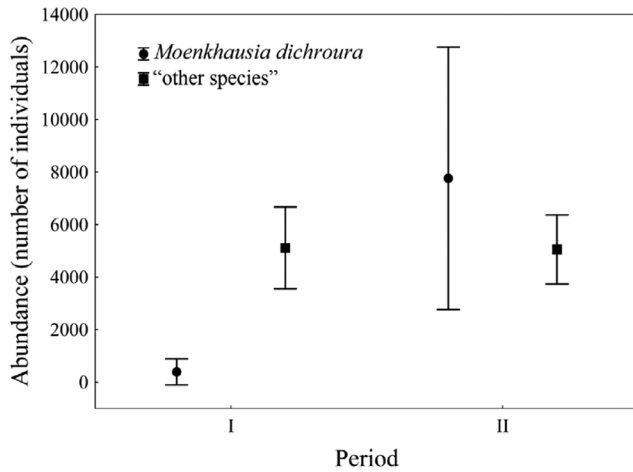 14000
12000
10000
8000
6000
4000
2000
0
Abundance (number of individuals)
Moenkhausia dichroura
“other species”
I
II
Period